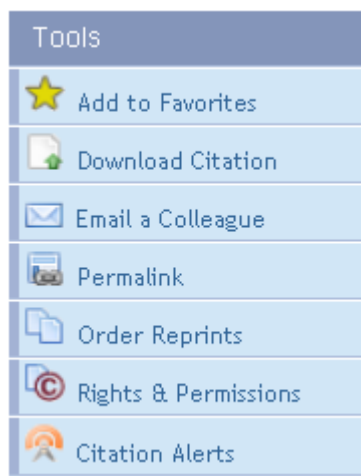 Tools
Add to Favorites
Download Citation
Email a Colleague
Permalink
Order Reprints
Rights & Permissions
Citation Alerts